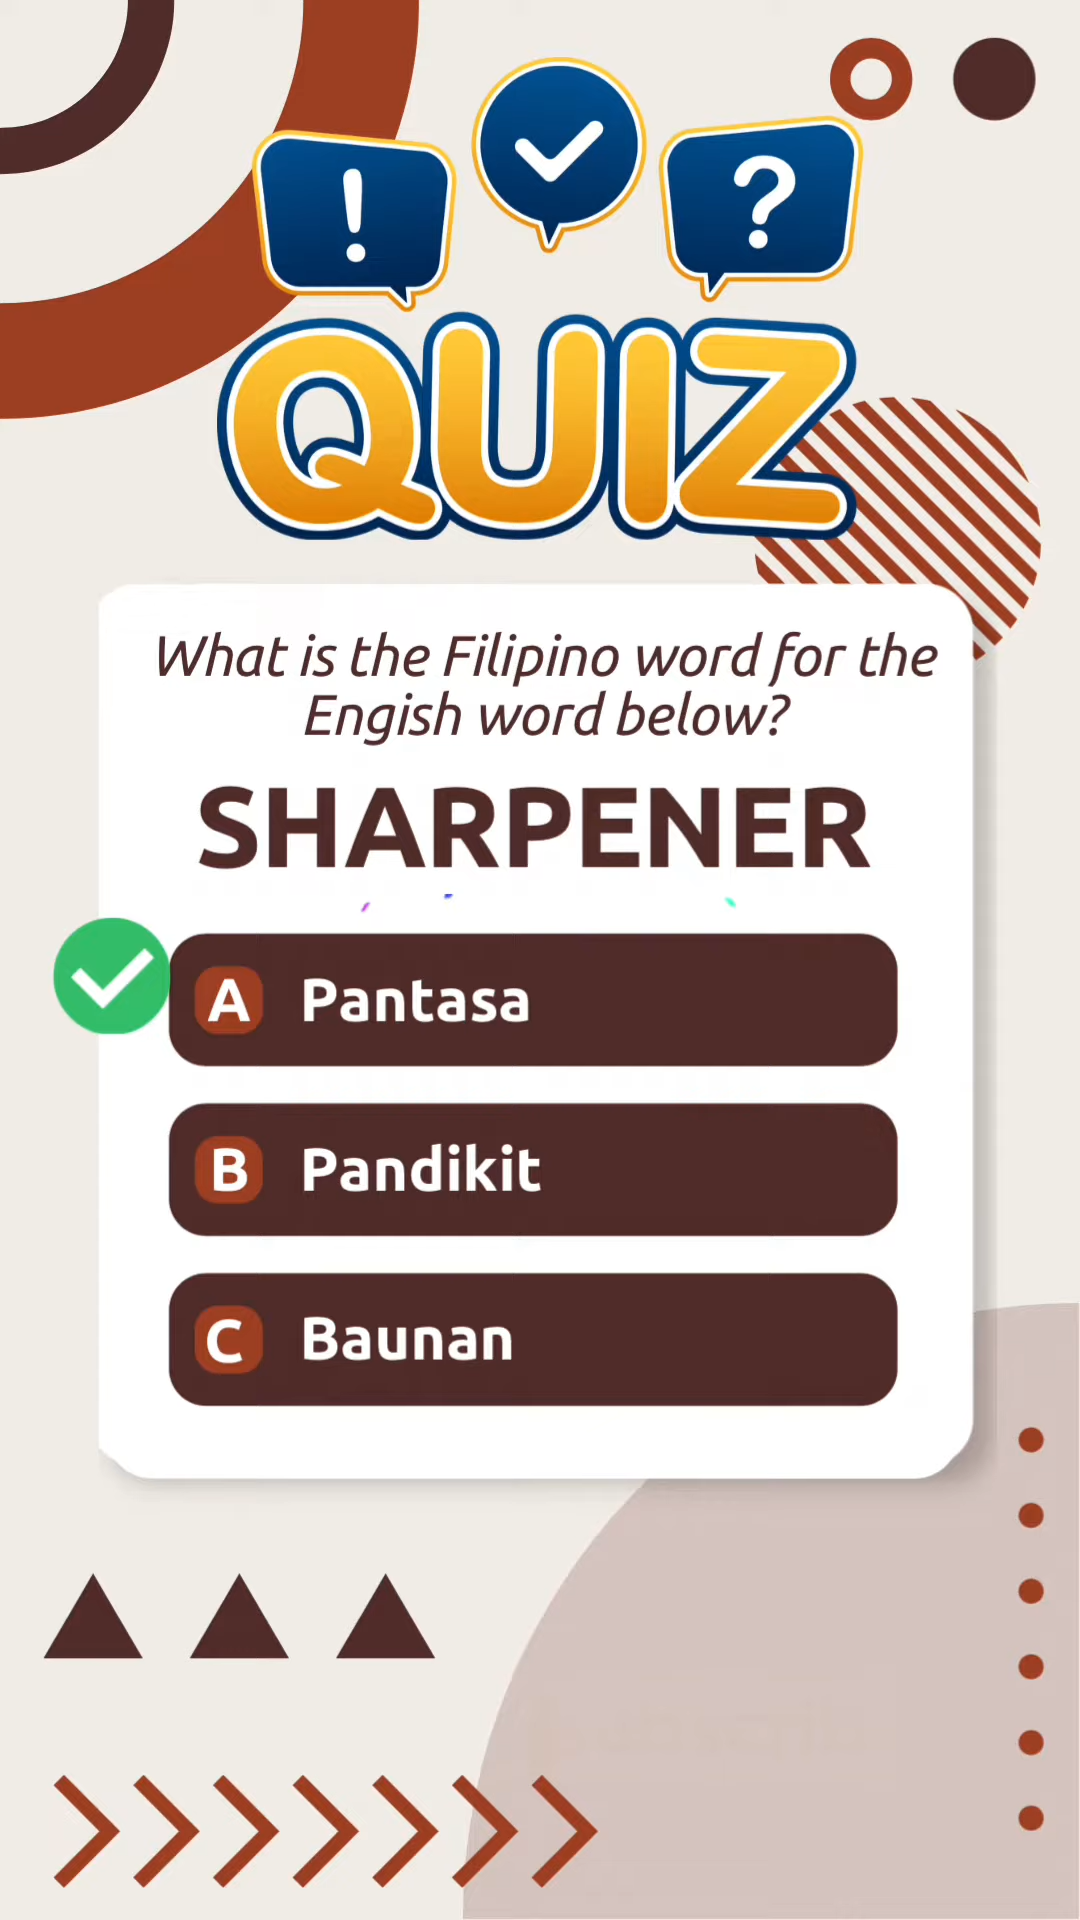 !
?
QUIZ
What is the Filipino word for the
Engish word below?
SHARPENER
A Pantasa
B Pandikit
C Baunan